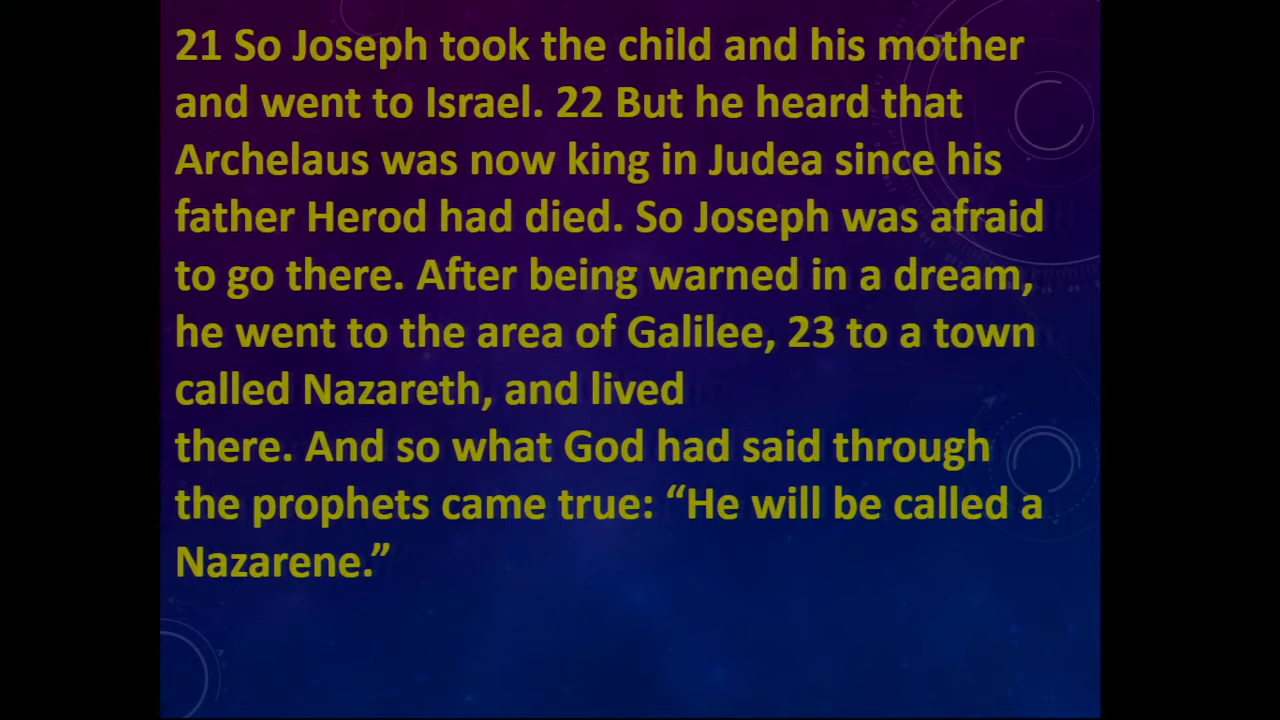 21 So Joseph took the child and his mother
and went to Israel. 22 But he heard that
Archelaus was now king in Judea since his
father Herod had died. So Joseph was afraid
to go there. After being warned in a dream,
he went to the area of Galilee, 23 to a town
called Nazareth, and lived
there. And so what God had said through
the prophets came true: “He will be called a
Nazarene.”